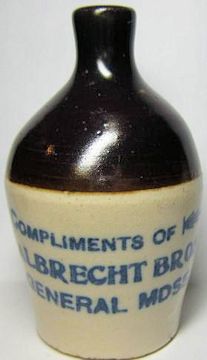 COMPLIMENTS OF
ALBRECHT BRO
GENERAL MDSE